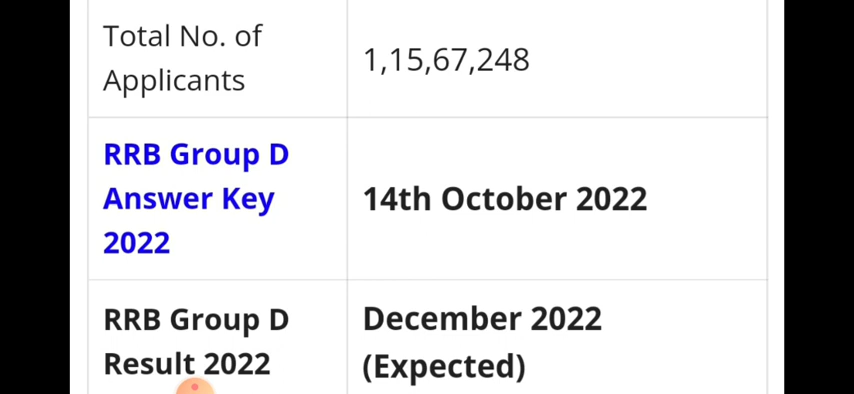 Total No. of
Applicants
1,15,67,248
RRB Group D
Answer Key
2022
14th October 2022
RRB Group D
Result 2022
December 2022
(Expected)